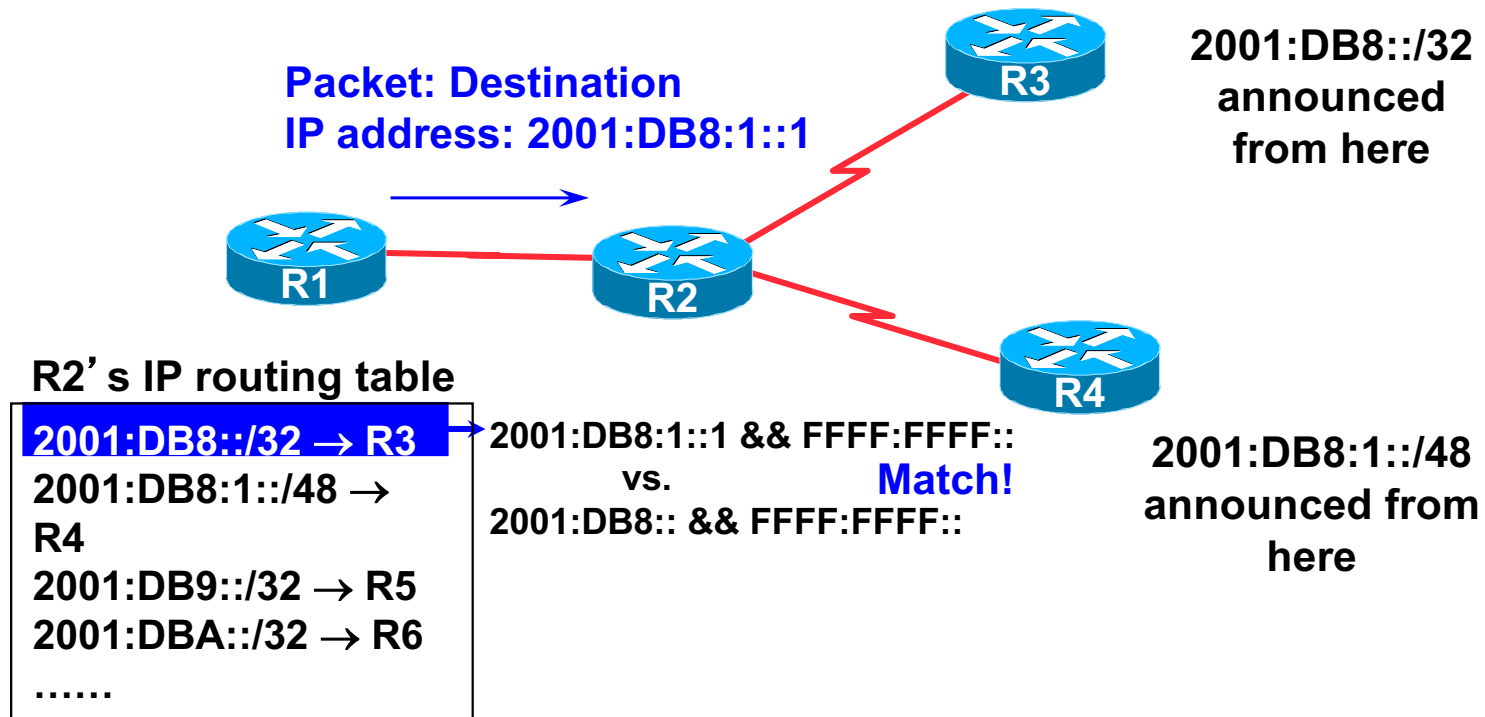 Packet: Destination
IP address: 2001:DB8:1::1
R3
2001:DB8::/32
announced
from here
R1
R2
R4
R2’s IP routing table
2001:DB8::/32 → R3
2001:DB8:1::/48 →
R4
2001:DB9::/32 → R5
2001:DBA::/32 → R6
……
2001:DB8:1::1 && FFFF:FFFF::
vs.
Match!
2001:DB8:: && FFFF:FFFF::
2001:DB8:1::/48
announced from
here